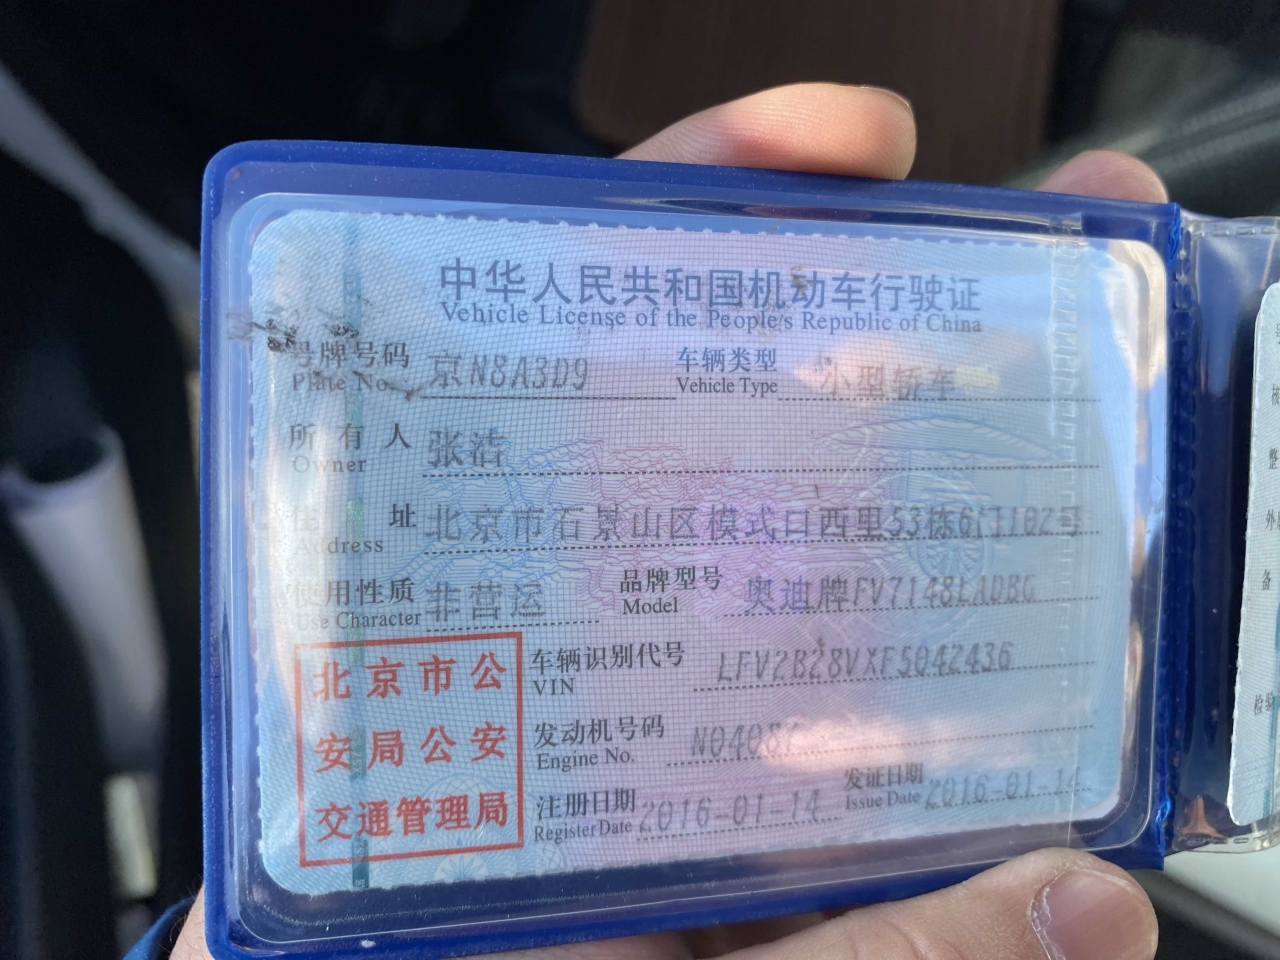 中华人民共和国机动车行驶证
Vehicle License of the People's Republic of China
号牌号码 京N8A3D9 车辆类型 小型轿车
Plate No. Vehicle Type
所有人 张洁
Owner
住址 北京市石景山区模式口西里53栋6门1102号
Address
使用性质 非营运 品牌型号 奥迪牌FV7148LADBG
Use Character Model
车辆识别代号 LFV2B28VXF5042436
VIN
发动机号码
Engine No.
注册日期 2016-01-14 发证日期 2016-01-14
Register Date Issue Date
北京市公
安局公安
交通管理局